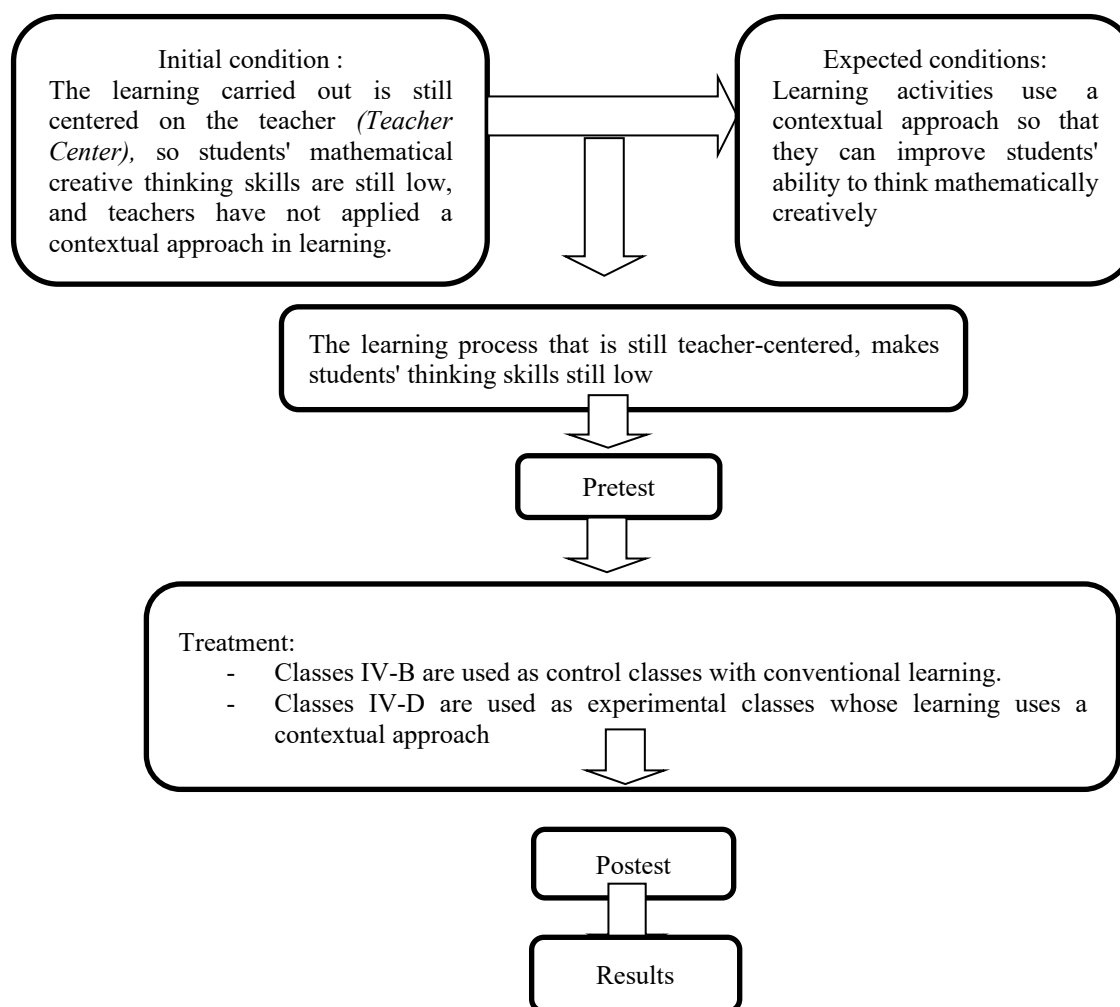 Initial condition :
The learning carried out is still
centered on the teacher (Teacher
Center), so students' mathematical
creative thinking skills are still low,
and teachers have not applied a
contextual approach in learning.
Expected conditions:
Learning activities use a
contextual approach so that
they can improve students'
ability to think mathematically
creatively
The learning process that is still teacher-centered, makes
students' thinking skills still low
Pretest
Treatment:
- Classes IV-B are used as control classes with conventional learning.
- Classes IV-D are used as experimental classes whose learning uses a
contextual approach
Postest
Results